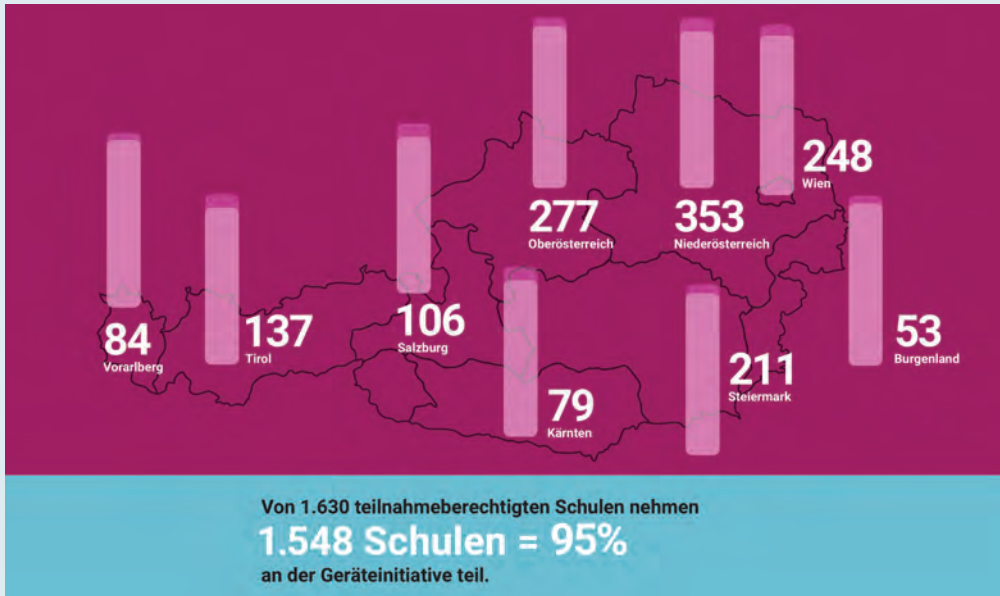 277
Oberösterreich
353
Niederösterreich
248
Wien
84
Vorarlberg
137
Tirol
106
Salzburg
79
Kärnten
211
Steiermark
53
Burgenland
Von 1.630 teilnahmeberechtigten Schulen nehmen
1.548 Schulen = 95%
an der Geräteinitiative teil.